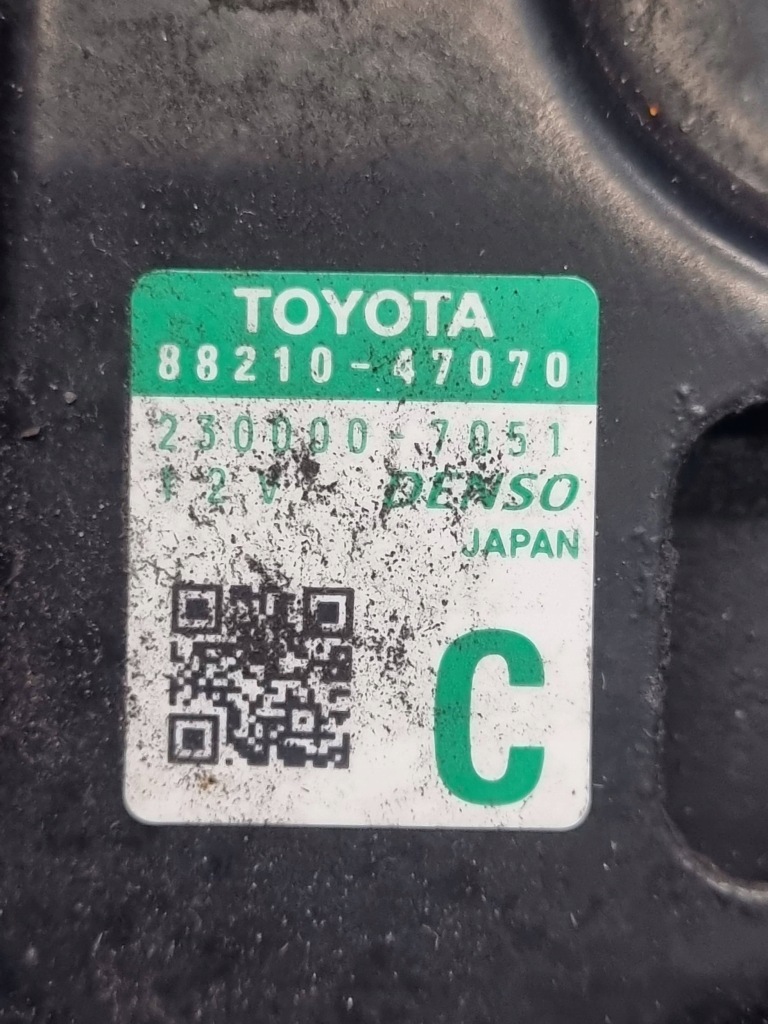 TOYOTA
88210-47070
230000-7051
12V DENSO
JAPAN
C